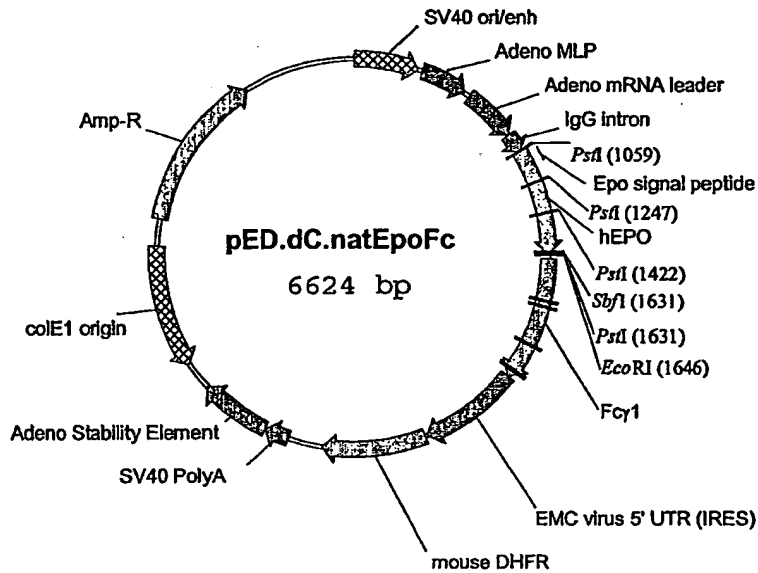 SV40 ori/enh
Adeno MLP
Adeno mRNA leader
IgG intron
PstI (1059)
Epo signal peptide
PstI (1247)
hEPO
PstI (1422)
SbfI (1631)
PstI (1631)
EcoRI (1646)
Fcγ1
EMC virus 5' UTR (IRES)
mouse DHFR
SV40 PolyA
Adeno Stability Element
colE1 origin
Amp-R
pED.dC.natEpoFc
6624 bp